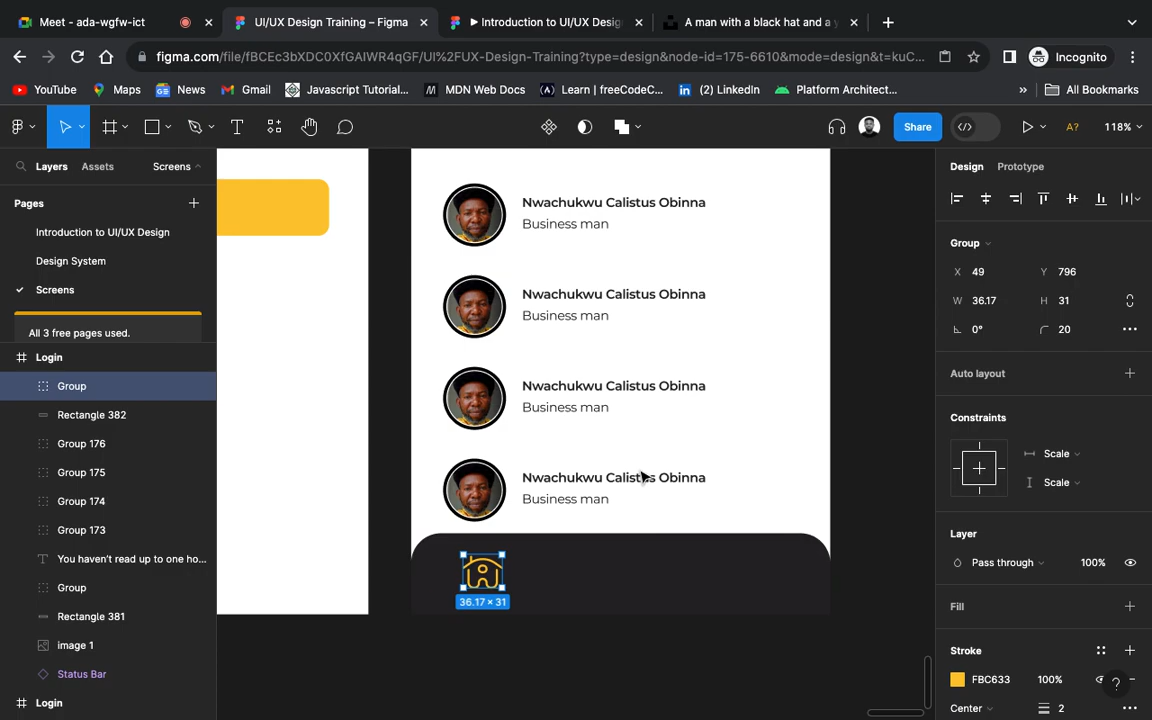 Meet - ada-wgfw-ict
UI/UX Design Training – Figma
Introduction to UI/UX Desig
A man with a black hat and a y
figma.com/file/fBCEc3bXDC0XfGAlWR4qGF/UI%2FUX-Design-Training?type=design&node-id=175-6610&mode=design&t=kuC...
Incognito
YouTube
Maps
News
Gmail
Javascript Tutorial...
MDN Web Docs
Learn | freeCodeC...
(2) LinkedIn
Platform Architect...
»
All Bookmarks
Share
A?
118%
Layers
Assets
Screens
Pages
Introduction to UI/UX Design
Design System
Screens
All 3 free pages used.
Login
Group
Rectangle 382
Group 176
Group 175
Group 174
Group 173
You haven't read up to one ho...
Group
Rectangle 381
image 1
Status Bar
Login
Nwachukwu Calistus Obinna
Business man
Nwachukwu Calistus Obinna
Business man
Nwachukwu Calistus Obinna
Business man
Nwachukwu Calistus Obinna
Business man
36.17 × 31
Design
Prototype
Group
X 49
Y 796
W 36.17
H 31
0°
20
Auto layout
Constraints
Scale
Scale
Layer
Pass through
100%
Fill
Stroke
FBC633
100%
?
Center
2